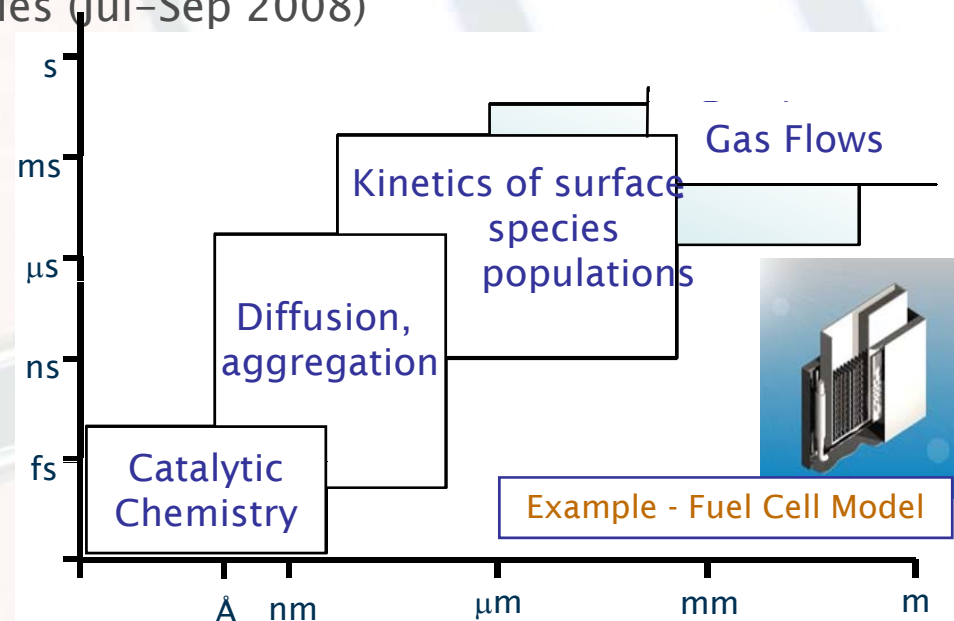 les (Jul-Sep 2008)
s
ms
μs
ns
fs
Gas Flows
Kinetics of surface
species
populations
Diffusion,
aggregation
Catalytic
Chemistry
Example - Fuel Cell Model
Å nm μm mm m